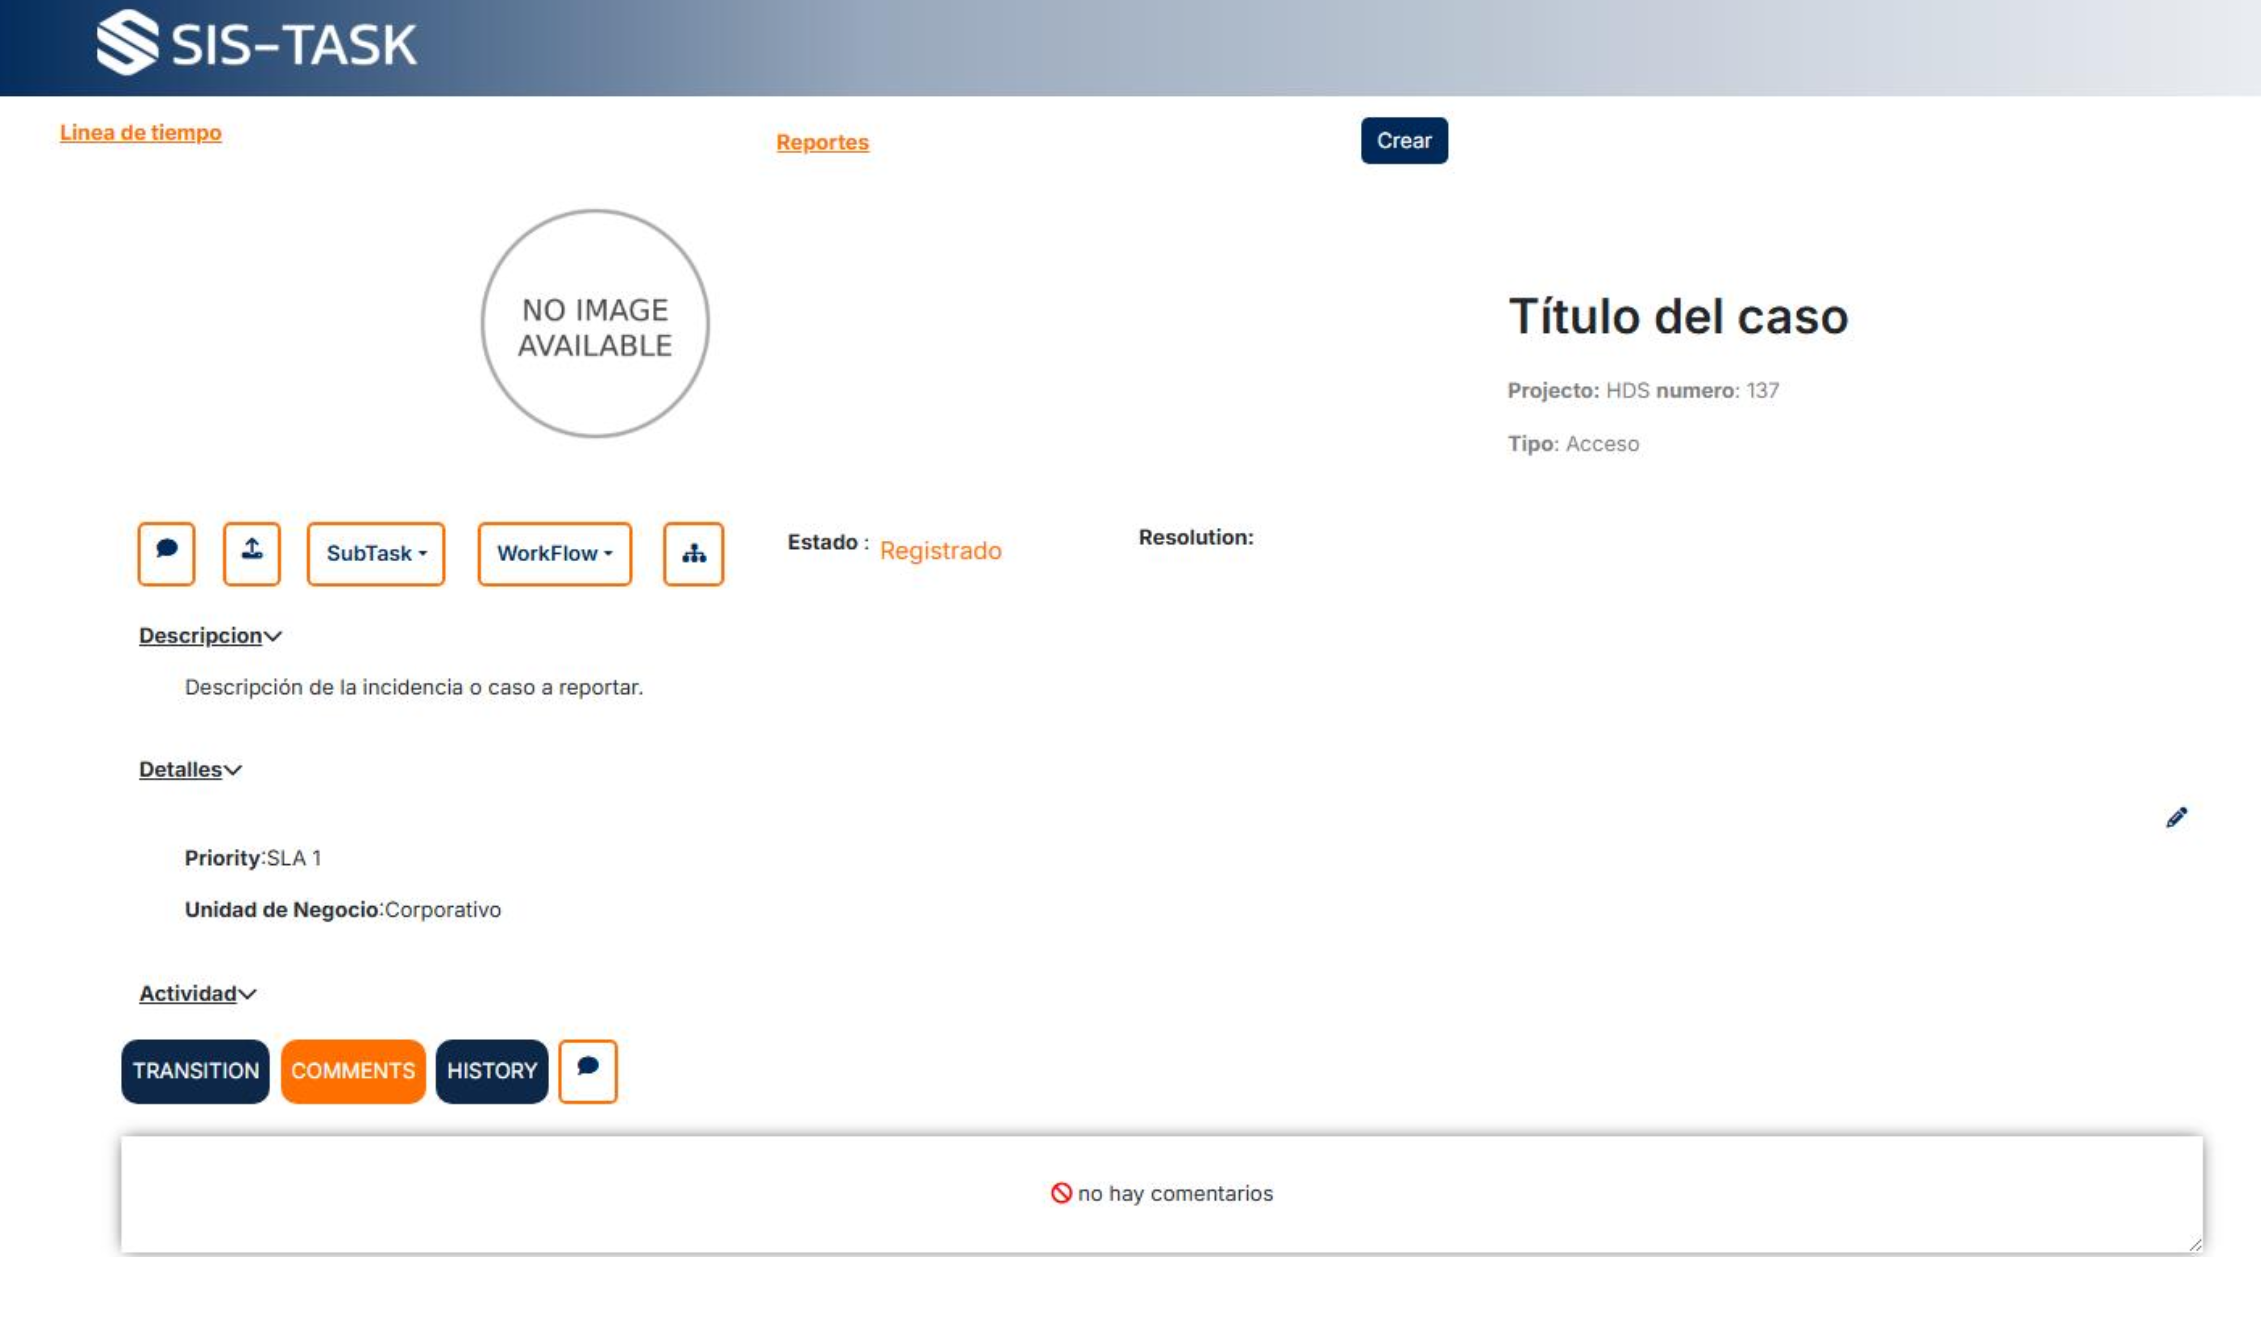 SIS-TASK
Linea de tiempo
Reportes
Crear
NO IMAGE
AVAILABLE
Título del caso
Projecto: HDS numero: 137
Tipo: Acceso
SubTask
WorkFlow
Estado : Registrado
Resolution:
Descripcion
Descripción de la incidencia o caso a reportar.
Detalles
Priority:SLA 1
Unidad de Negocio:Corporativo
Actividad
TRANSITION
COMMENTS
HISTORY
no hay comentarios